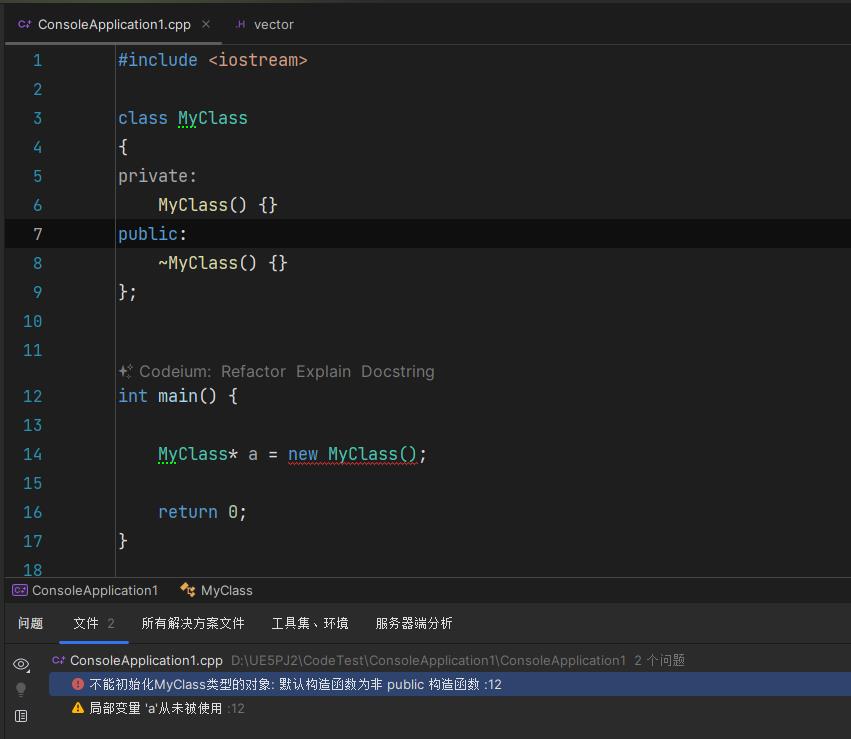 C++ ConsoleApplication1.cpp × .H vector
1 #include <iostream>
2
3 class MyClass
4 {
5 private:
6 MyClass() {}
7 public:
8 ~MyClass() {}
9 };
10
11
Codeium: Refactor Explain Docstring
12 int main() {
13
14 MyClass* a = new MyClass();
15
16 return 0;
17 }
18
C++ ConsoleApplication1 MyClass
问题 文件 2 所有解决方案文件 工具集、环境 服务器端分析
C++ ConsoleApplication1.cpp D:\UE5PJ2\CodeTest\ConsoleApplication1\ConsoleApplication1 2 个问题
不能初始化MyClass类型的对象: 默认构造函数为非 public 构造函数 :12
局部变量 'a'从未被使用 :12